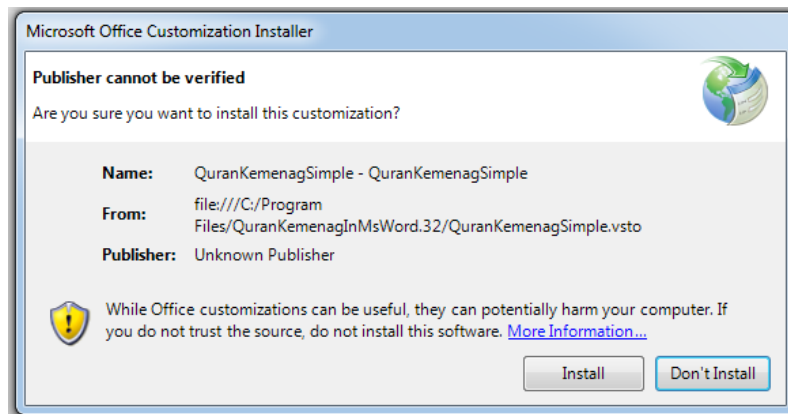 Microsoft Office Customization Installer
Publisher cannot be verified
Are you sure you want to install this customization?
Name: QuranKemenagSimple - QuranKemenagSimple
From: file:///C:/Program
Files/QuranKemenagInMsWord.32/QuranKemenagSimple.vsto
Publisher: Unknown Publisher
While Office customizations can be useful, they can potentially harm your computer. If
you do not trust the source, do not install this software. More Information...
Install Don't Install